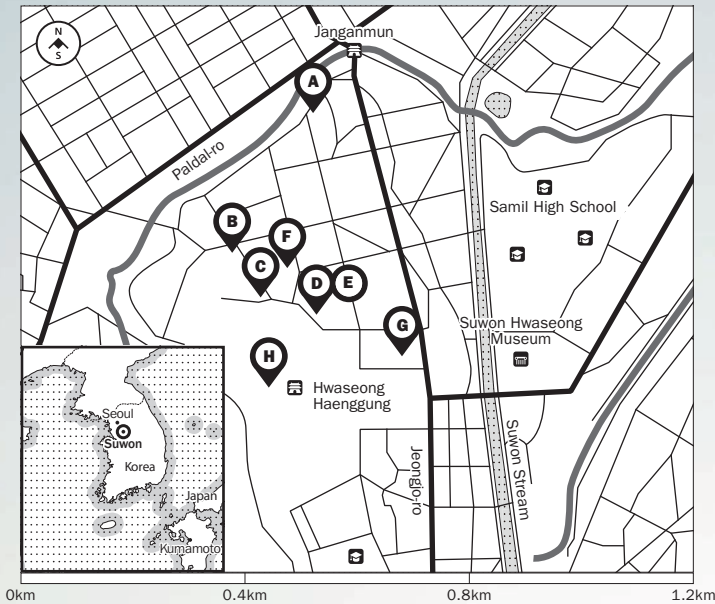 N
S
Janganmun
A
Paldal-ro
Samil High School
B
F
C
D
E
G
Suwon Hwaseong
Museum
H
Hwaseong
Haenggung
Seoul
Suwon
Korea
Japan
Kumamoto
Jeongjo-ro
Suwon Stream
0km
0.4km
0.8km
1.2km